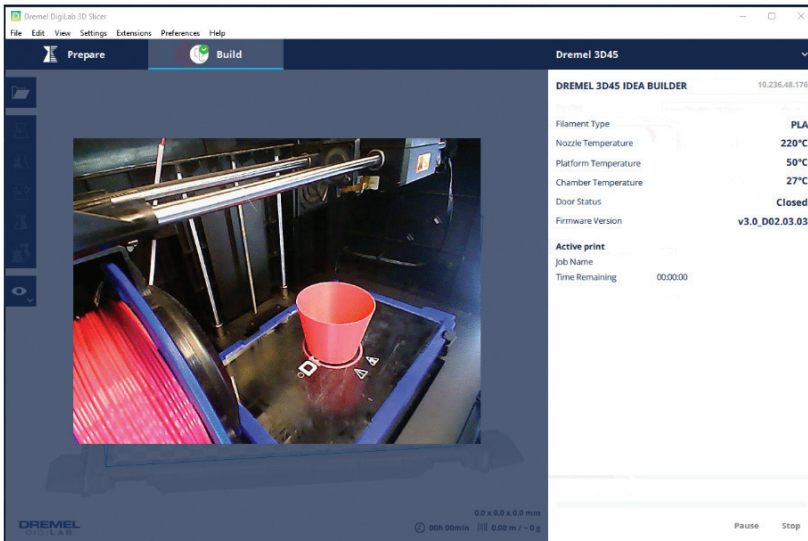 Dremel DigiLab 3D Slicer
File Edit View Settings Extensions Preferences Help
Prepare
Build
Dremel 3D45
DREMEL 3D45 IDEA BUILDER 10.236.48.176
Filament Type PLA
Nozzle Temperature 220°C
Platform Temperature 50°C
Chamber Temperature 27°C
Door Status Closed
Firmware Version v3.0_D02.03.03
Active print
Job Name
Time Remaining 00:00:00
0.0 x 0.0 x 0.0 mm
00h 00min 0.00 m / ~ 0 g
DREMEL
DIGILAB
Pause Stop